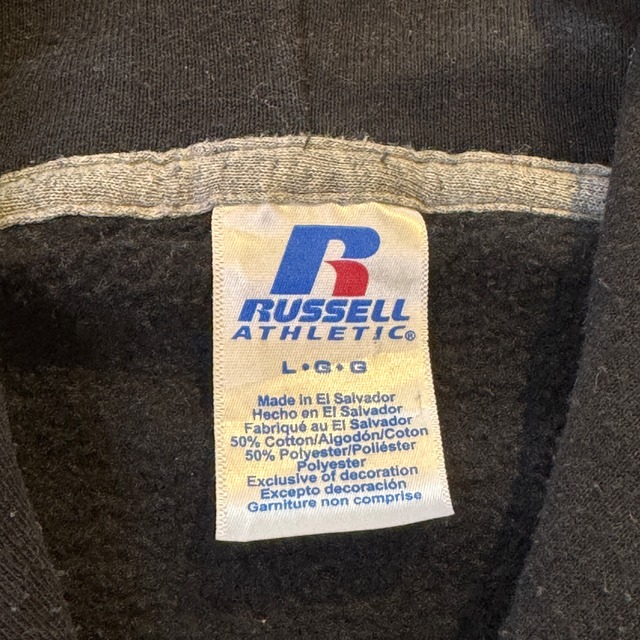 R
RUSSELL
ATHLETIC®
L•G•G
Made in El Salvador
Hecho en El Salvador
Fabriqué au El Salvador
50% Cotton/Algodón/Coton
50% Polyester/Poliéster
Polyester
Exclusive of decoration
Excepto decoración
Garniture non comprise